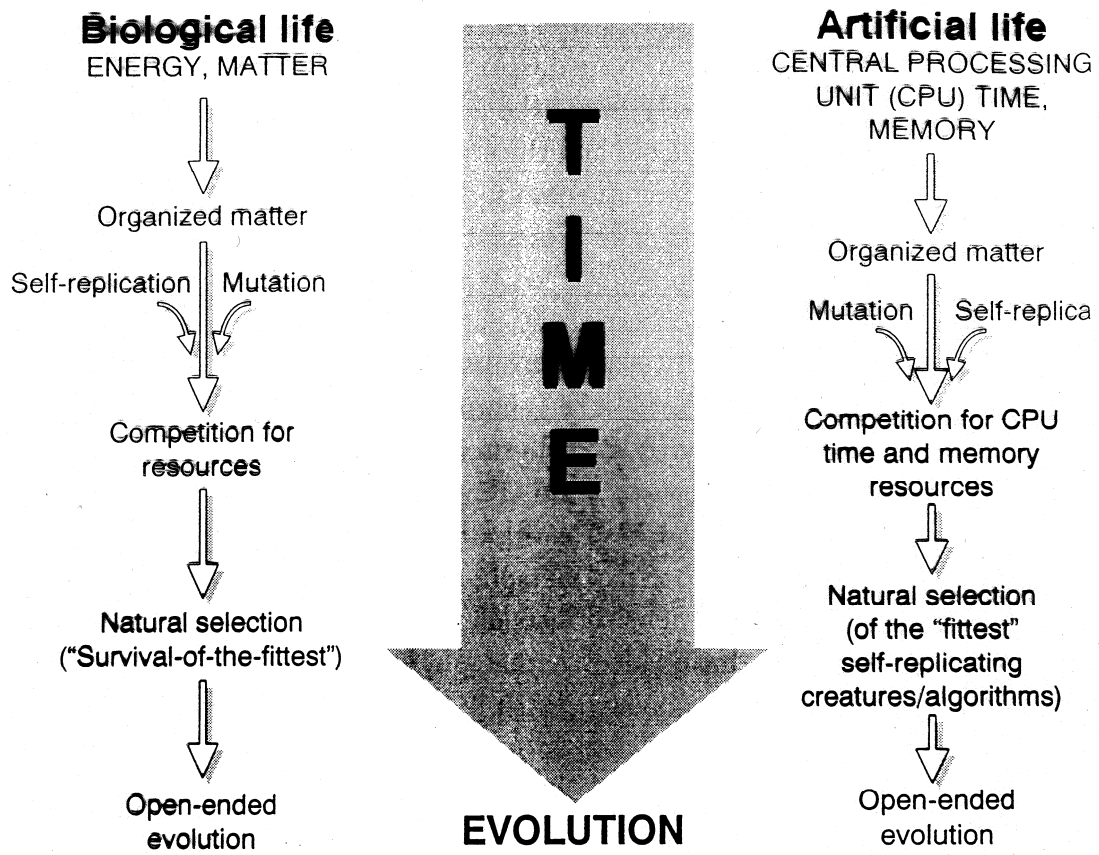 Biological life
ENERGY, MATTER
Organized matter
Self-replication
Mutation
Competition for
resources
Natural selection
("Survival-of-the-fittest")
Open-ended
evolution
T
I
M
E
EVOLUTION
Artificial life
CENTRAL PROCESSING
UNIT (CPU) TIME,
MEMORY
Organized matter
Mutation
Self-replica
Competition for CPU
time and memory
resources
Natural selection
(of the "fittest"
self-replicating
creatures/algorithms)
Open-ended
evolution